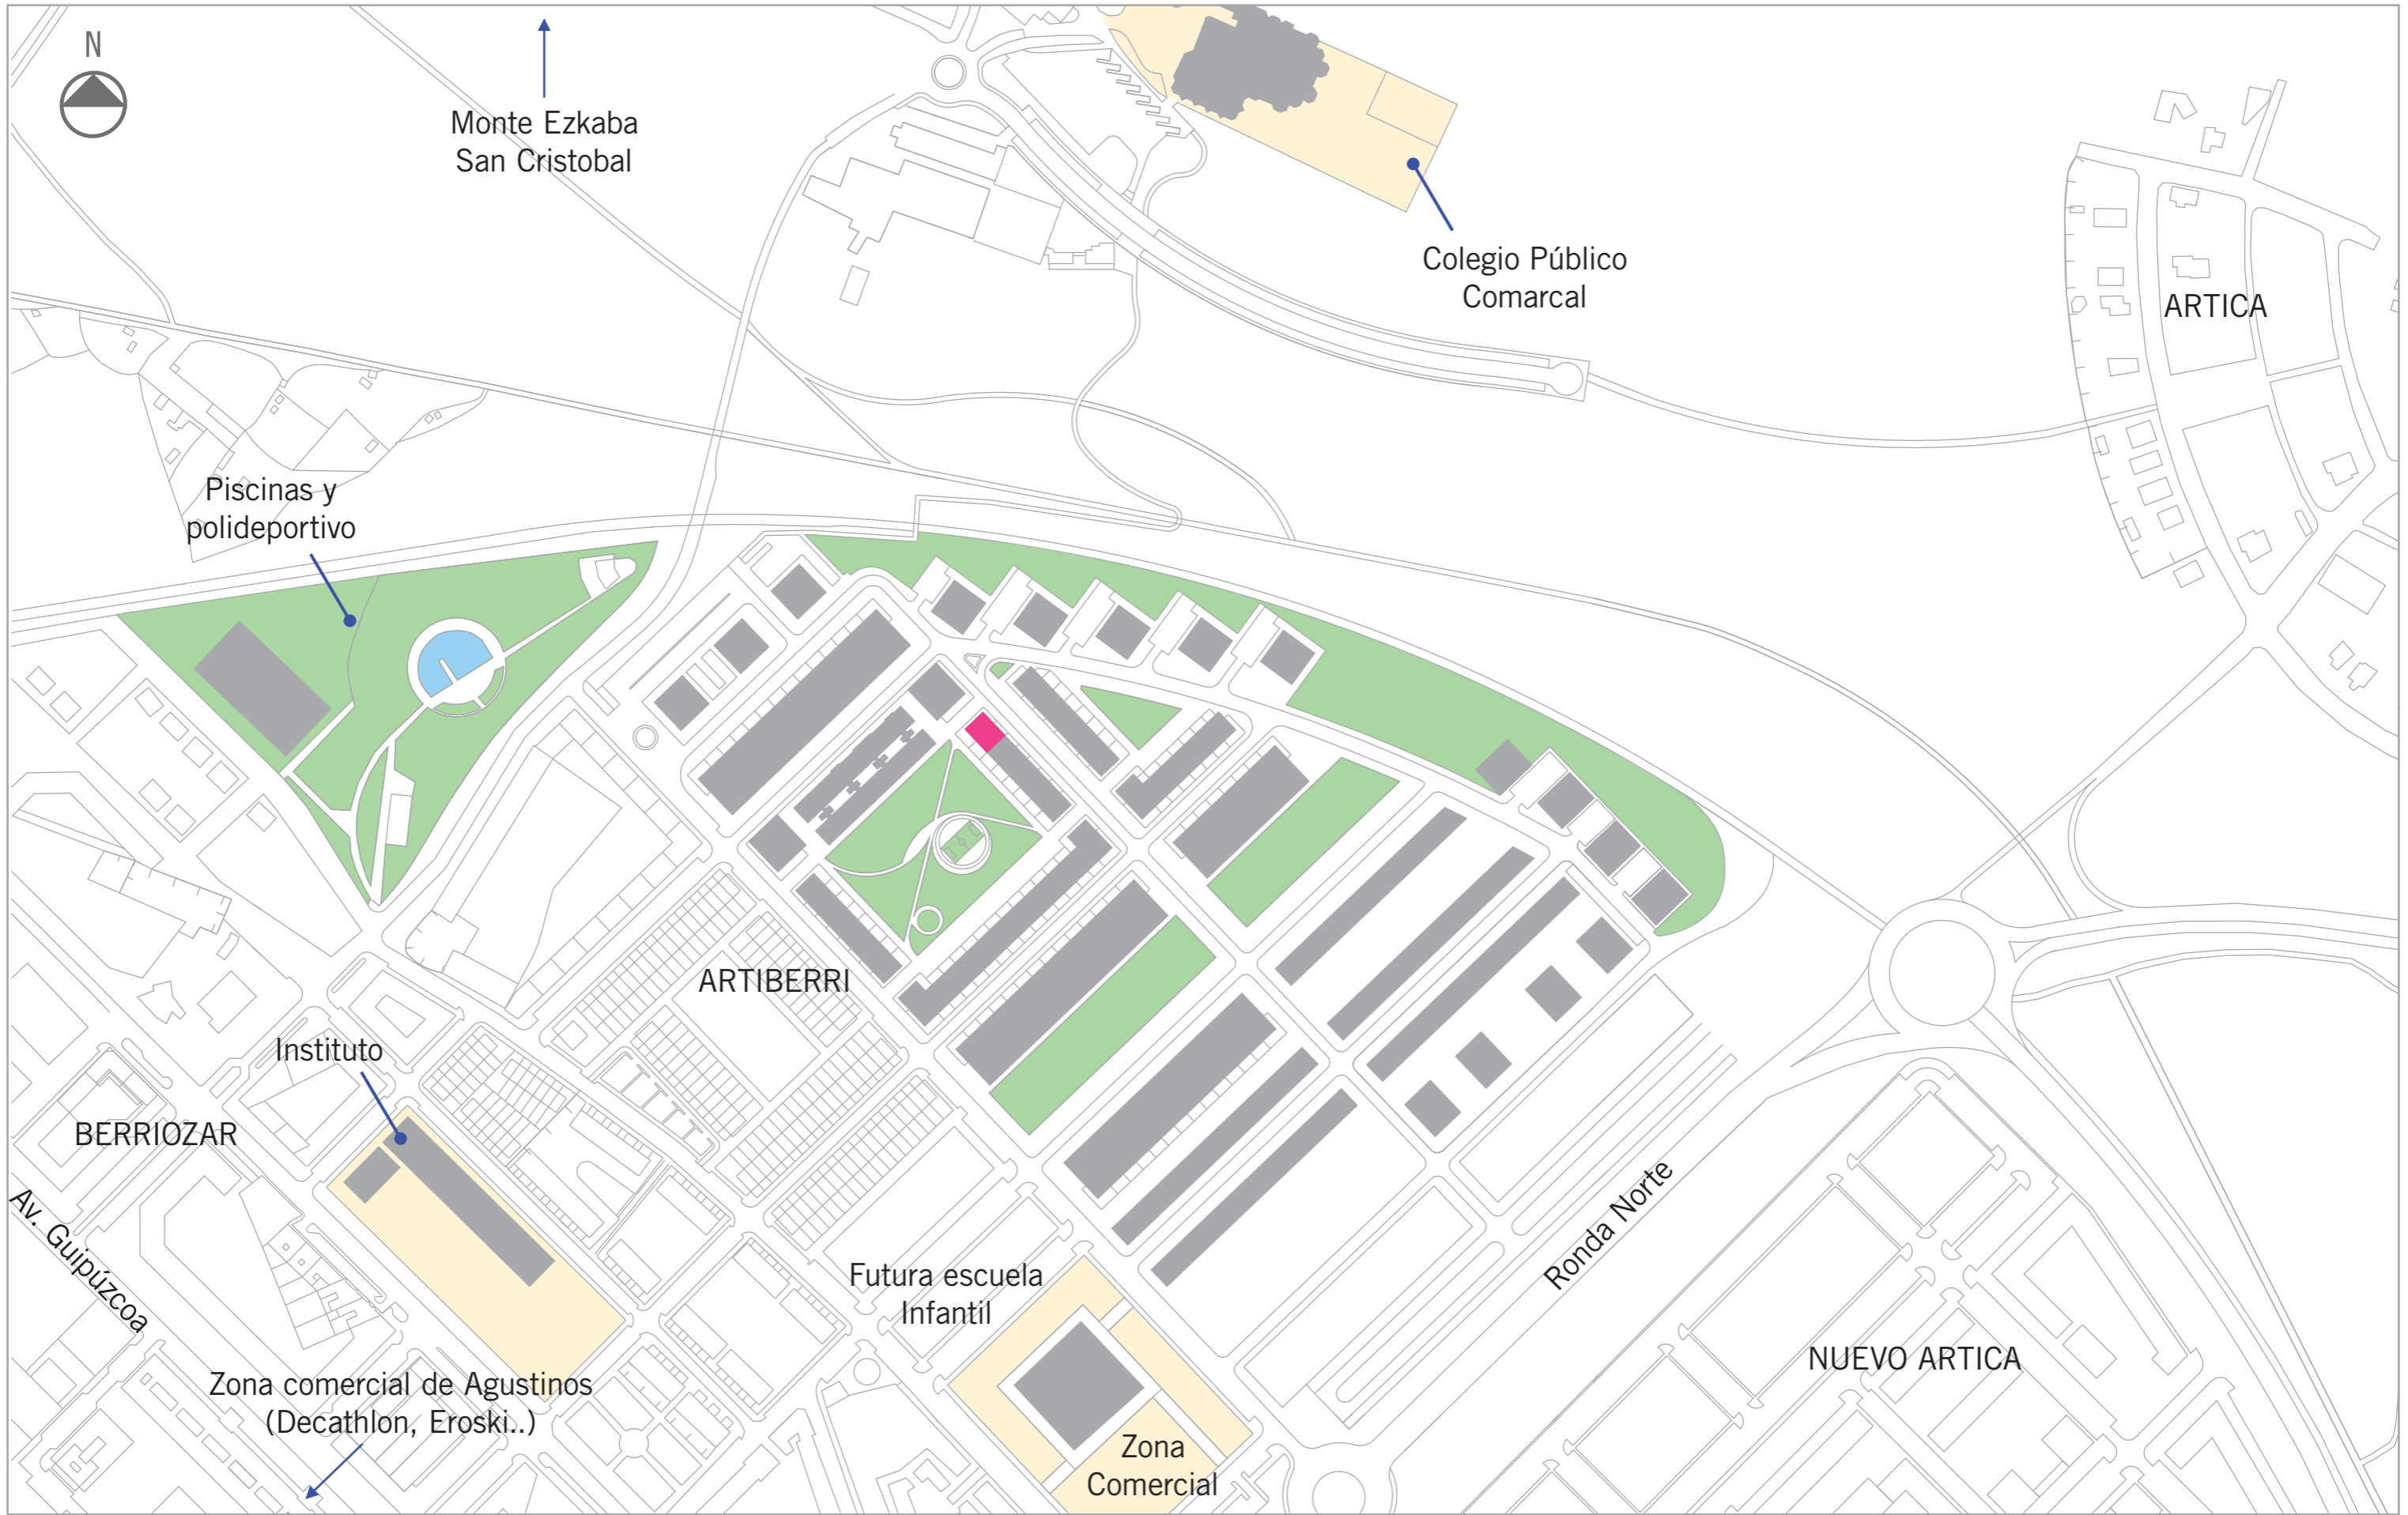 N
Monte Ezkaba
San Cristobal
Colegio Público
Comarcal
ARTICA
Piscinas y
polideportivo
ARTIBERRI
Instituto
BERRIOZAR
Av. Guipúzcoa
Ronda Norte
Futura escuela
Infantil
NUEVO ARTICA
Zona comercial de Agustinos
(Decathlon, Eroski..)
Zona
Comercial